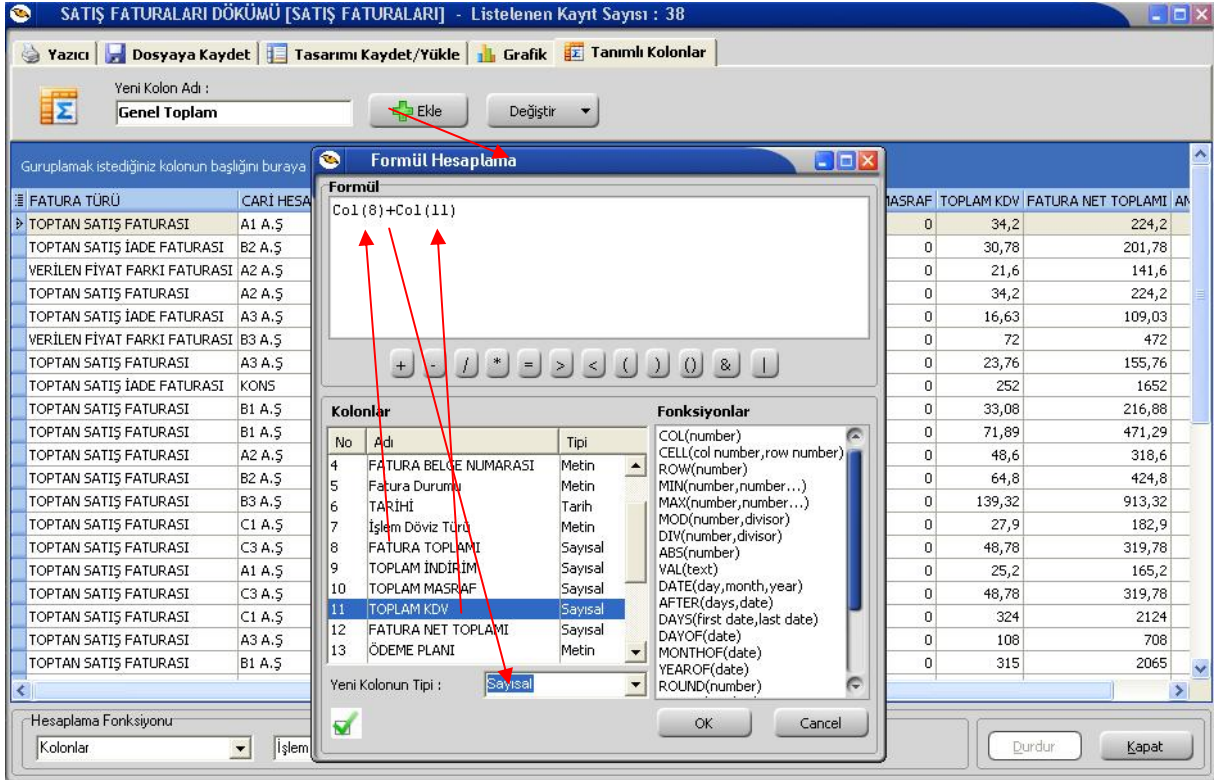 SATIŞ FATURALARI DÖKÜMÜ [SATIŞ FATURALARI] - Listelenen Kayıt Sayısı : 38
Yazıcı Dosyaya Kaydet Tasarımı Kaydet/Yükle Grafik Tanımlı Kolonlar
Yeni Kolon Adı :
Genel Toplam Ekle Değiştir
Guruplamak istediğiniz kolonun başlığını buraya
FATURA TÜRÜ CARİ HESA MASRAF TOPLAM KDV FATURA NET TOPLAMI
TOPTAN SATIŞ FATURASI A1 A.Ş 0 34,2 224,2
TOPTAN SATIŞ İADE FATURASI B2 A.Ş 0 30,78 201,78
VERİLEN FİYAT FARKI FATURASI A2 A.Ş 0 21,6 141,6
TOPTAN SATIŞ FATURASI A2 A.Ş 0 34,2 224,2
TOPTAN SATIŞ İADE FATURASI A3 A.Ş 0 16,63 109,03
VERİLEN FİYAT FARKI FATURASI B3 A.Ş 0 72 472
TOPTAN SATIŞ FATURASI A3 A.Ş 0 23,76 155,76
TOPTAN SATIŞ İADE FATURASI KONS 0 252 1652
TOPTAN SATIŞ FATURASI B1 A.Ş 0 33,08 216,88
TOPTAN SATIŞ FATURASI B1 A.Ş 0 71,89 471,29
TOPTAN SATIŞ FATURASI A2 A.Ş 0 48,6 318,6
TOPTAN SATIŞ FATURASI B2 A.Ş 0 64,8 424,8
TOPTAN SATIŞ FATURASI B3 A.Ş 0 139,32 913,32
TOPTAN SATIŞ FATURASI C1 A.Ş 0 27,9 182,9
TOPTAN SATIŞ FATURASI C3 A.Ş 0 48,78 319,78
TOPTAN SATIŞ FATURASI A1 A.Ş 0 25,2 165,2
TOPTAN SATIŞ FATURASI C3 A.Ş 0 48,78 319,78
TOPTAN SATIŞ FATURASI C1 A.Ş 0 324 2124
TOPTAN SATIŞ FATURASI A3 A.Ş 0 108 708
TOPTAN SATIŞ FATURASI B1 A.Ş 0 315 2065
Hesaplama Fonksiyonu
Kolonlar İşlem Durdur Kapat
Formül Hesaplama
Formül
Col(8)+Col(11)
+ - / * = > < ( ) () & |
Kolonlar
No Adı Tipi
4 FATURA BELGE NUMARASI Metin
5 Fatura Durumu Metin
6 TARİHİ Tarih
7 İşlem Döviz Türü Metin
8 FATURA TOPLAMI Sayısal
9 TOPLAM İNDİRİM Sayısal
10 TOPLAM MASRAF Sayısal
11 TOPLAM KDV Sayısal
12 FATURA NET TOPLAMI Sayısal
13 ÖDEME PLANI Metin
Yeni Kolonun Tipi : Sayısal
Fonksiyonlar
COL(number)
CELL(col number,row number)
ROW(number)
MIN(number,number...)
MAX(number,number...)
MOD(number,divisor)
DIV(number,divisor)
ABS(number)
VAL(text)
DATE(day,month,year)
AFTER(days,date)
DAYS(first date,last date)
DAYOF(date)
MONTHOF(date)
YEAROF(date)
ROUND(number)
OK Cancel